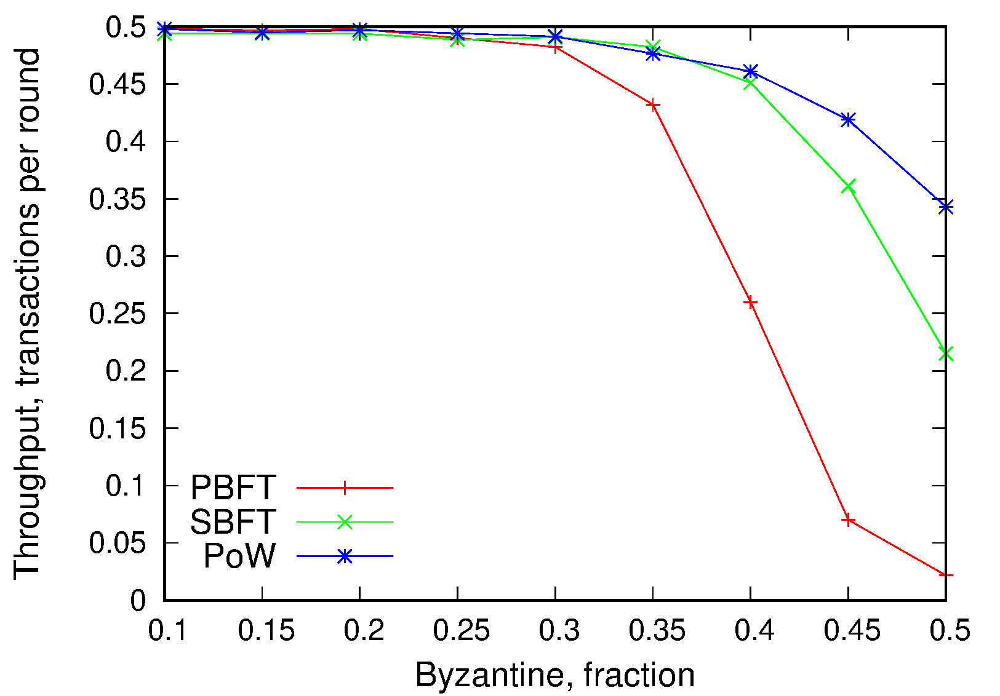 Throughput, transactions per round
0.5
0.45
0.4
0.35
0.3
0.25
0.2
0.15
0.1
0.05
0
PBFT
SBFT
PoW
0.1 0.15 0.2 0.25 0.3 0.35 0.4 0.45 0.5
Byzantine, fraction